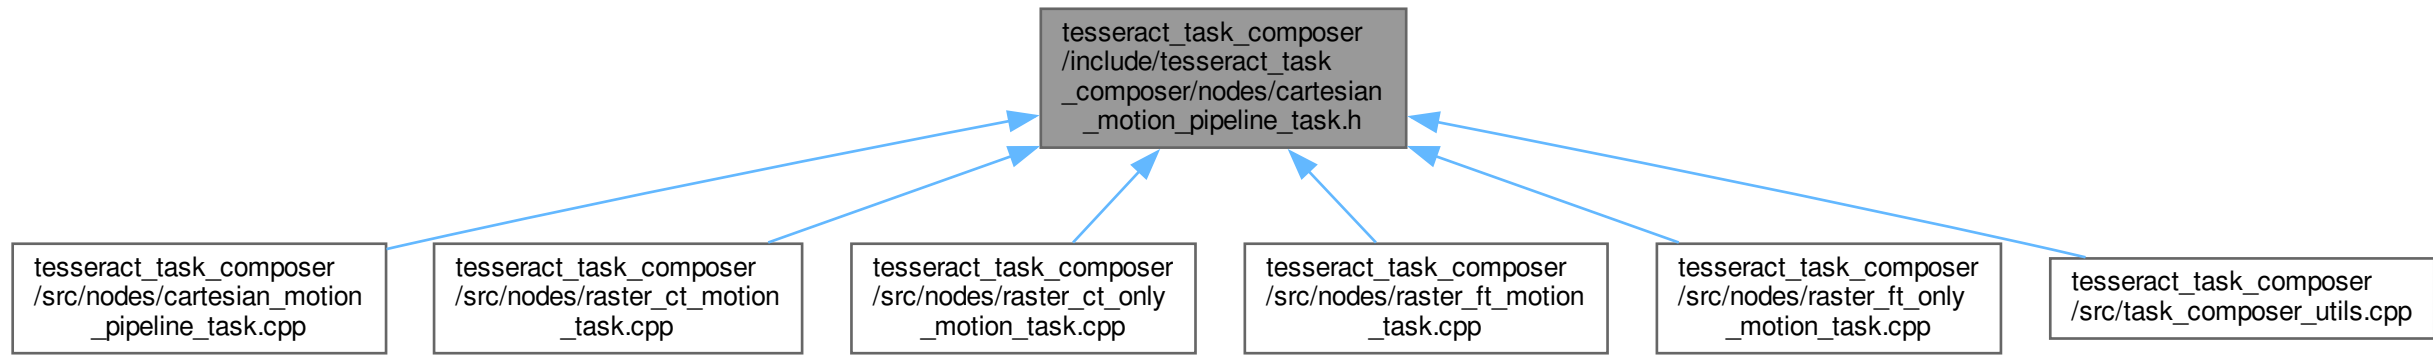 tesseract_task_composer
/include/tesseract_task
_composer/nodes/cartesian
_motion_pipeline_task.h
tesseract_task_composer
/src/nodes/cartesian_motion
_pipeline_task.cpp
tesseract_task_composer
/src/nodes/raster_ct_motion
_task.cpp
tesseract_task_composer
/src/nodes/raster_ct_only
_motion_task.cpp
tesseract_task_composer
/src/nodes/raster_ft_motion
_task.cpp
tesseract_task_composer
/src/nodes/raster_ft_only
_motion_task.cpp
tesseract_task_composer
/src/task_composer_utils.cpp